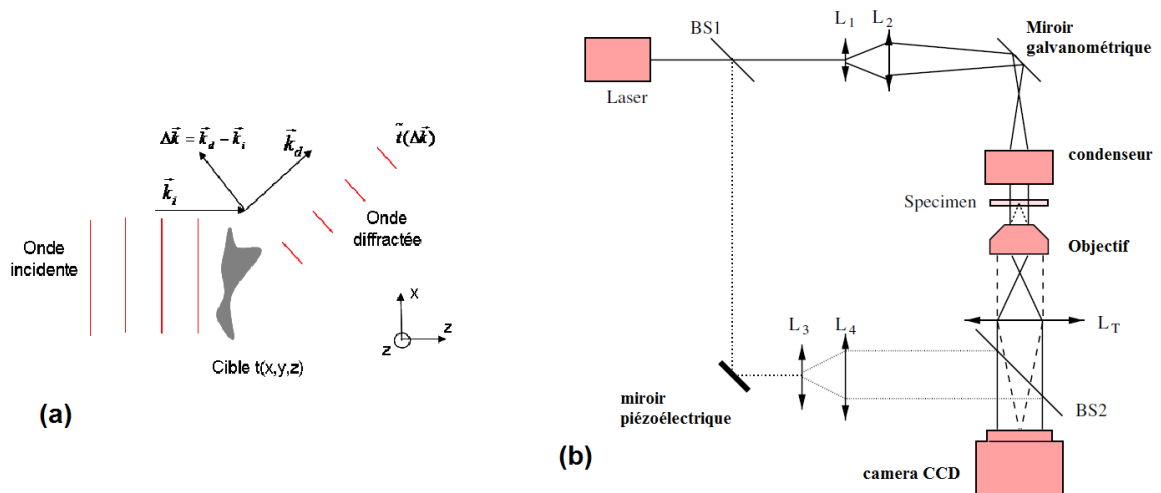 Δk⃗ = k⃗d − k⃗i
k⃗d
t̃(Δk⃗)
k⃗i
Onde
incidente
Onde
diffractée
x
z
z
Cible t(x,y,z)
(a)
BS1
L1
L2
Miroir
galvanométrique
Laser
condenseur
Specimen
Objectif
LT
L3
L4
miroir
piézoélectrique
BS2
camera CCD
(b)